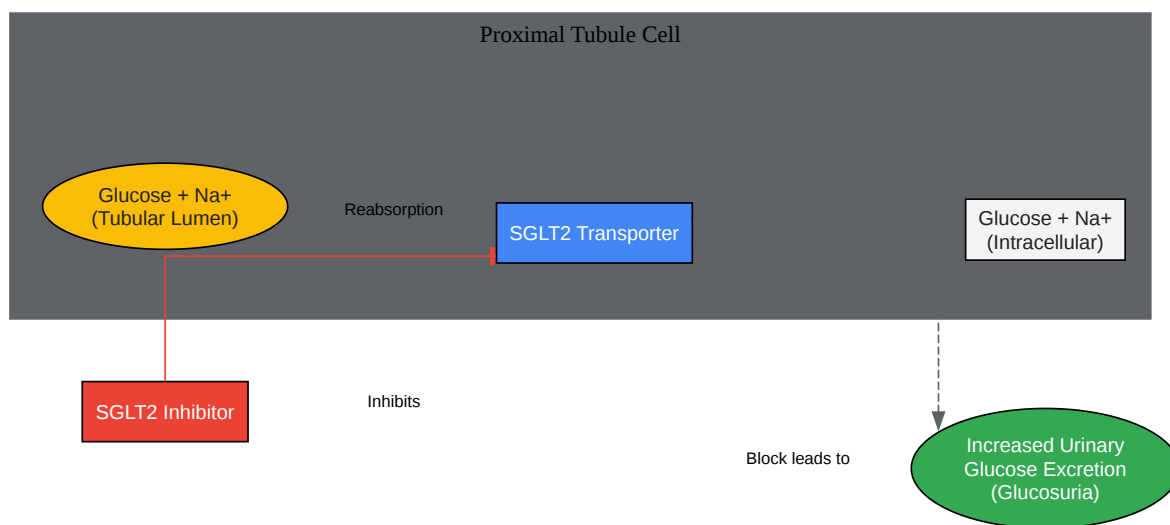 Proximal Tubule Cell
Glucose + Na+
(Tubular Lumen)
Reabsorption
SGLT2 Transporter
Glucose + Na+
(Intracellular)
SGLT2 Inhibitor
Inhibits
Block leads to
Increased Urinary
Glucose Excretion
(Glucosuria)